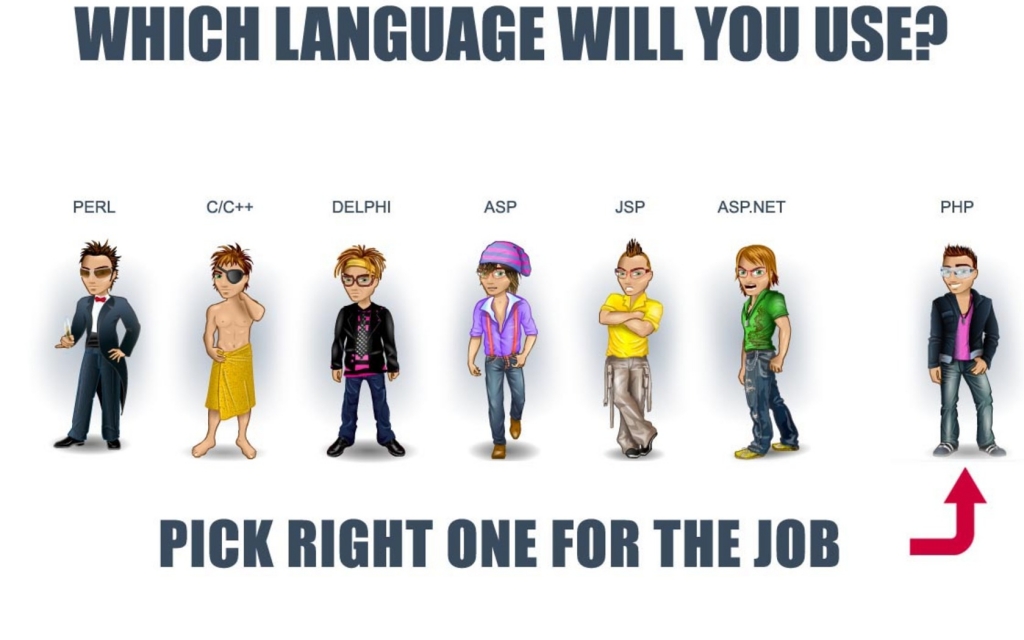 WHICH LANGUAGE WILL YOU USE?
PERL C/C++ DELPHI ASP JSP ASP.NET PHP
PICK RIGHT ONE FOR THE JOB